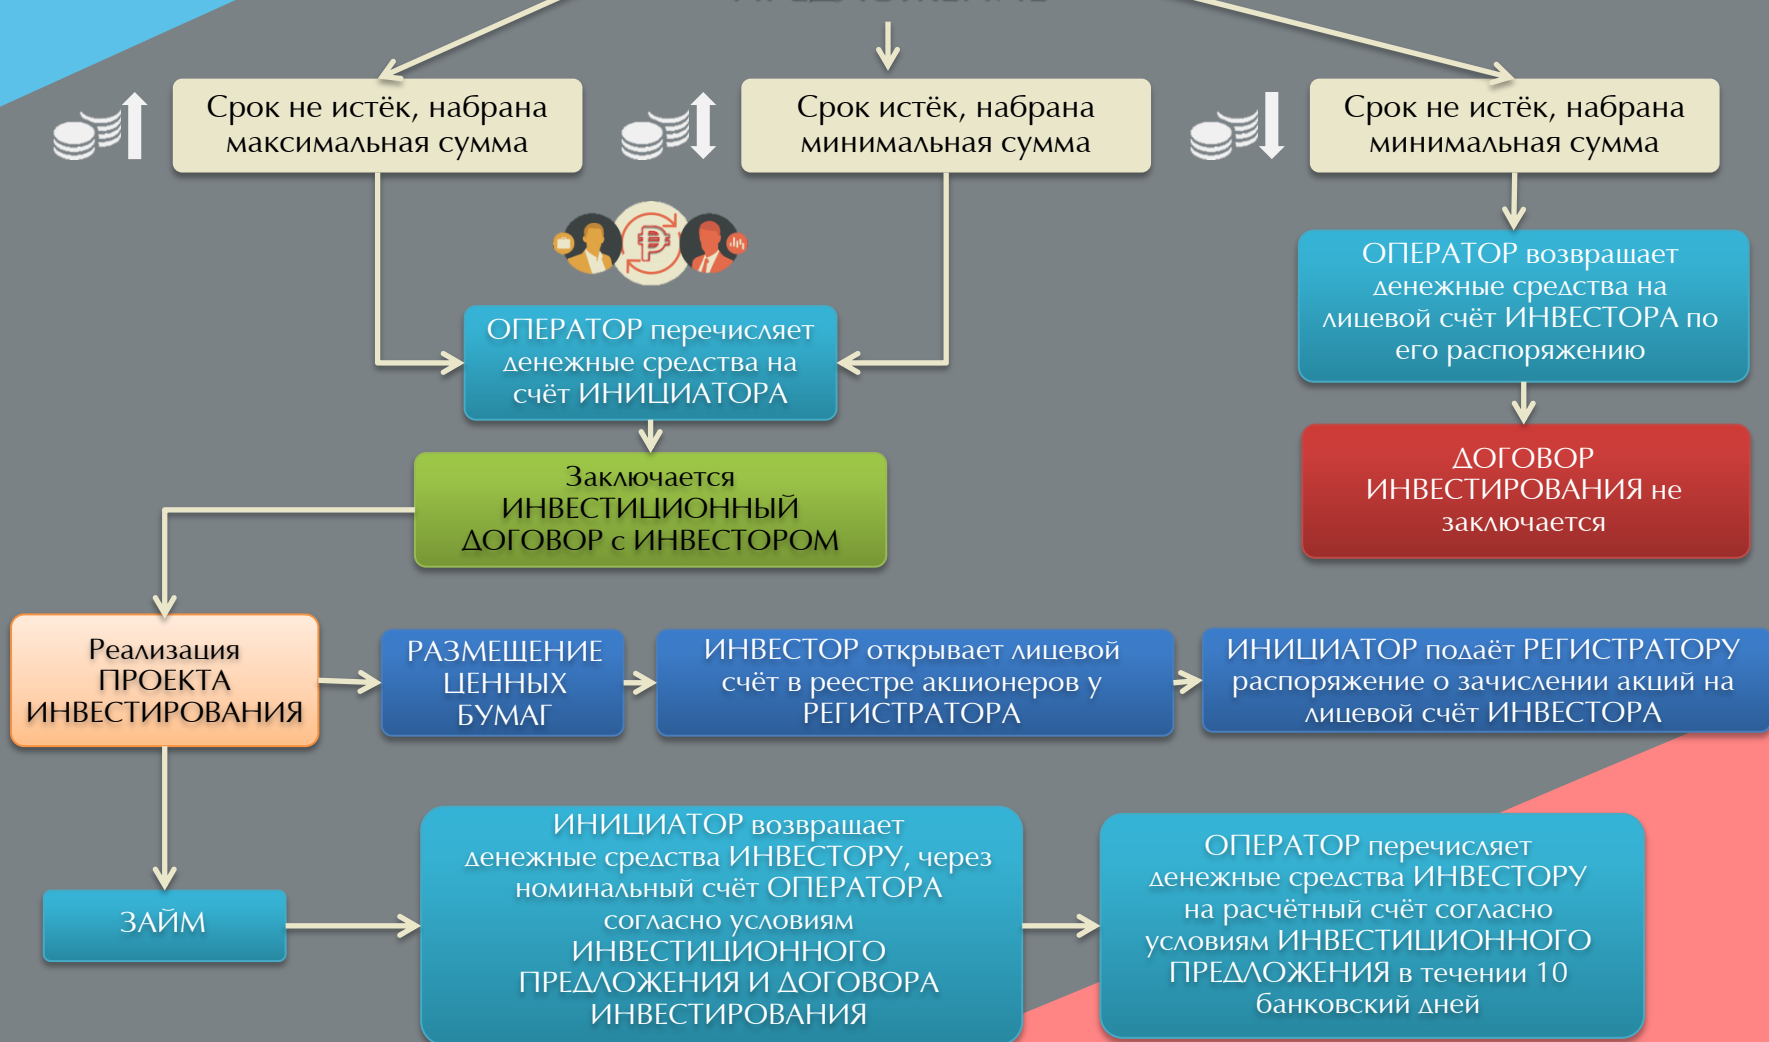 Срок не истёк, набрана
максимальная сумма
Срок истёк, набрана
минимальная сумма
Срок не истёк, набрана
минимальная сумма
ОПЕРАТОР возвращает
денежные средства на
лицевой счёт ИНВЕСТОРА по
его распоряжению
ОПЕРАТОР перечисляет
денежные средства на
счёт ИНИЦИАТОРА
Заключается
ИНВЕСТИЦИОННЫЙ
ДОГОВОР с ИНВЕСТОРОМ
ДОГОВОР
ИНВЕСТИРОВАНИЯ не
заключается
Реализация
ПРОЕКТА
ИНВЕСТИРОВАНИЯ
РАЗМЕЩЕНИЕ
ЦЕННЫХ
БУМАГ
ИНВЕСТОР открывает лицевой
счёт в реестре акционеров у
РЕГИСТРАТОРА
ИНИЦИАТОР подаёт РЕГИСТРАТОРУ
распоряжение о зачислении акций на
лицевой счёт ИНВЕСТОРА
ЗАЙМ
ИНИЦИАТОР возвращает
денежные средства ИНВЕСТОРУ, через
номинальный счёт ОПЕРАТОРА
согласно условиям
ИНВЕСТИЦИОННОГО
ПРЕДЛОЖЕНИЯ И ДОГОВОРА
ИНВЕСТИРОВАНИЯ
ОПЕРАТОР перечисляет
денежные средства ИНВЕСТОРУ
на расчётный счёт согласно
условиям ИНВЕСТИЦИОННОГО
ПРЕДЛОЖЕНИЯ в течении 10
банковский дней